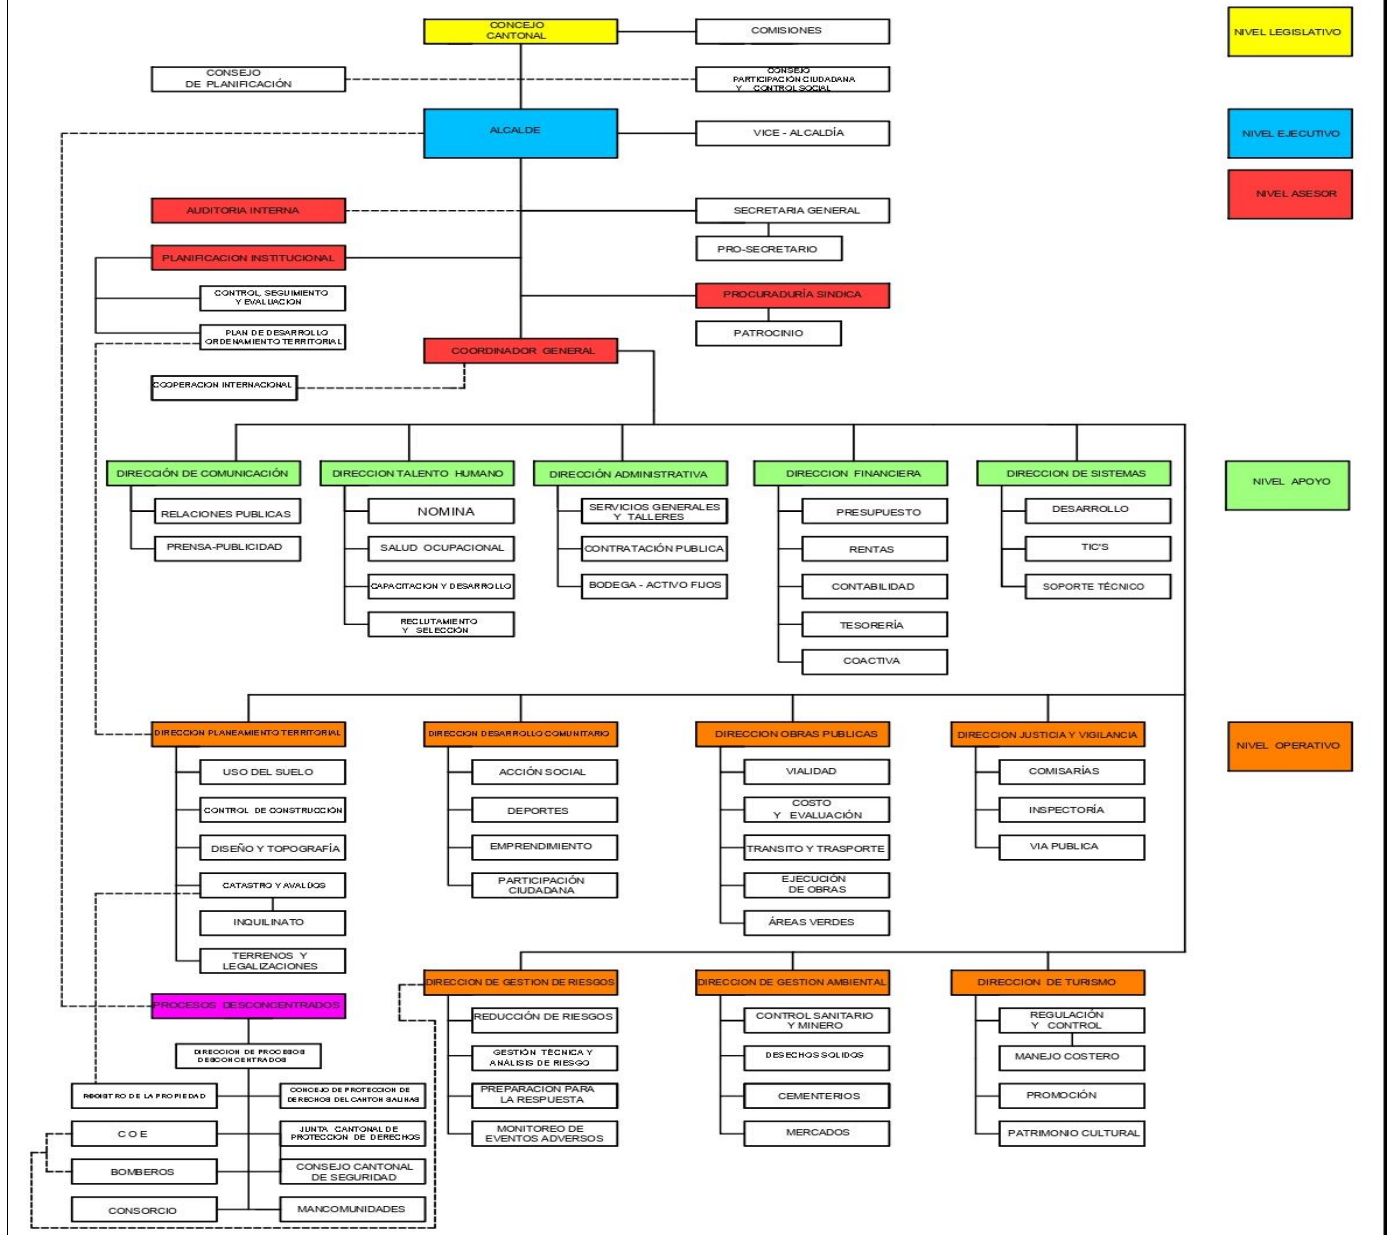 CONCEJO
CANTONAL
COMISIONES
NIVEL LEGISLATIVO
CONSEJO
DE PLANIFICACIÓN
CONSEJO
PARTICIPACIÓN CIUDADANA
Y CONTROL SOCIAL
ALCALDE
VICE - ALCALDÍA
NIVEL EJECUTIVO
NIVEL ASESOR
AUDITORIA INTERNA
SECRETARIA GENERAL
PRO-SECRETARIO
PLANIFICACION INSTITUCIONAL
CONTROL, SEGUIMIENTO
Y EVALUACION
PROCURADURÍA SINDICA
PATROCINIO
PLAN DE DESARROLLO
ORDENAMIENTO TERRITORIAL
COORDINADOR GENERAL
COOPERACION INTERNACIONAL
DIRECCIÓN DE COMUNICACIÓN
DIRECCION TALENTO HUMANO
DIRECCIÓN ADMINISTRATIVA
DIRECCION FINANCIERA
DIRECCION DE SISTEMAS
NIVEL APOYO
RELACIONES PUBLICAS
PRENSA-PUBLICIDAD
NOMINA
SALUD OCUPACIONAL
CAPACITACION Y DESARROLLO
RECLUTAMIENTO
Y SELECCIÓN
SERVICIOS GENERALES
Y TALLERES
CONTRATACIÓN PUBLICA
BODEGA - ACTIVO FIJOS
PRESUPUESTO
RENTAS
CONTABILIDAD
TESORERÍA
COACTIVA
DESARROLLO
TIC'S
SOPORTE TÉCNICO
DIRECCION PLANEAMIENTO TERRITORIAL
DIRECCION DESARROLLO COMUNITARIO
DIRECCION OBRAS PUBLICAS
DIRECCION JUSTICIA Y VIGILANCIA
NIVEL OPERATIVO
USO DEL SUELO
CONTROL DE CONSTRUCCIÓN
DISEÑO Y TOPOGRAFÍA
CATASTRO Y AVALÚOS
INQUILINATO
TERRENOS Y
LEGALIZACIONES
ACCIÓN SOCIAL
DEPORTES
EMPRENDIMIENTO
PARTICIPACIÓN
CIUDADANA
VIALIDAD
COSTO
Y EVALUACIÓN
TRANSITO Y TRASPORTE
EJECUCIÓN
DE OBRAS
ÁREAS VERDES
COMISARÍAS
INSPECTORÍA
VIA PUBLICA
DIRECCION DE GESTION DE RIESGOS
DIRECCION DE GESTION AMBIENTAL
DIRECCION DE TURISMO
REDUCCIÓN DE RIESGOS
GESTIÓN TÉCNICA Y
ANÁLISIS DE RIESGO
PREPARACION PARA
LA RESPUESTA
MONITOREO DE
EVENTOS ADVERSOS
CONTROL SANITARIO
Y MINERO
DESECHOS SOLIDOS
CEMENTERIOS
MERCADOS
REGULACIÓN
Y CONTROL
MANEJO COSTERO
PROMOCIÓN
PATRIMONIO CULTURAL
PROCESOS DESCONCENTRADOS
DIRECCION DE PROCESOS
DESCONCENTRADOS
REGISTRO DE LA PROPIEDAD
CONCEJO DE PROTECCION DE
DERECHOS DEL CANTON SALINAS
C O E
JUNTA CANTONAL DE
PROTECCION DE DERECHOS
BOMBEROS
CONSEJO CANTONAL
DE SEGURIDAD
CONSORCIO
MANCOMUNIDADES